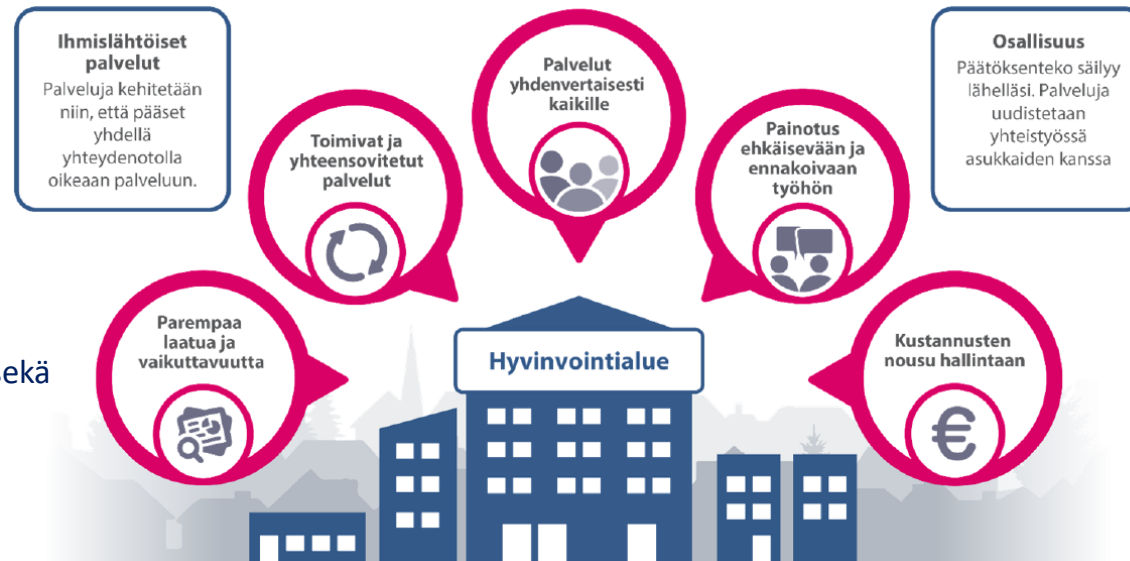 Ihmislähtöiset
palvelut
Palveluja kehitetään
niin, että pääset
yhdellä
yhteydenotolla
oikeaan palveluun.
Toimivat ja
yhteensovitetut
palvelut
Palvelut
yhdenvertaisesti
kaikille
Painotus
ehkäisevään ja
ennakoivaan
työhön
Osallisuus
Päätöksenteko säilyy
lähelläsi. Palveluja
uudistetaan
yhteistyössä
asukkaiden kanssa
Parempaa
laatua ja
vaikuttavuutta
Hyvinvointialue
Kustannusten
nousu hallintaan
€
sekä